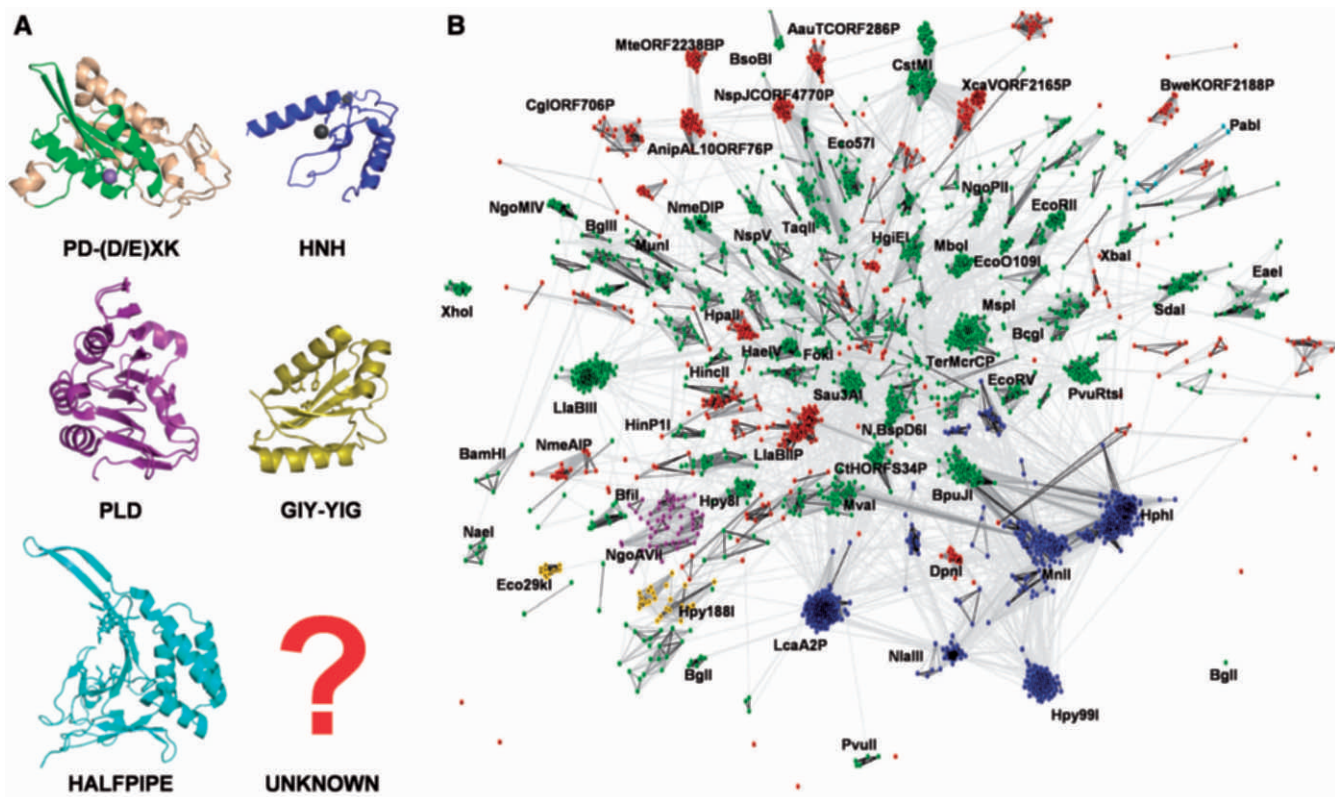 A
B
PD-(D/E)XK
HNH
PLD
GIY-YIG
HALFPIPE
?
UNKNOWN
AauTCORF286P
MteORF2238BP
BsoBI
CstMI
XcaVORF2165P
BweKORF2188P
NspJCORF4770P
CglORF706P
PabI
AnipAL10ORF76P
Eco57I
NgoPII
EcoRII
NgoMIV
NmeDIP
BglII
TaqII
MunI
NspV
HgiEI
MboI
EcoO109I
XbaI
EaeI
XhoI
MspI
SdaI
HpaII
BcgI
HaeIV
FokI
TerMcrCP
HincII
EcoRV
LlaBIII
Sau3AI
PvuRtsI
HinP1I
N.BspD6I
BamHI
NmeAIP
LlaBIIP
CtHORFS34P
BfiI
Hpy8I
MvaI
BpuJI
HphI
NaeI
NgoAVII
DpnI
MnlI
Eco29kI
Hpy188I
LcaA2P
NlaIII
BglI
BglI
Hpy99I
PvuII